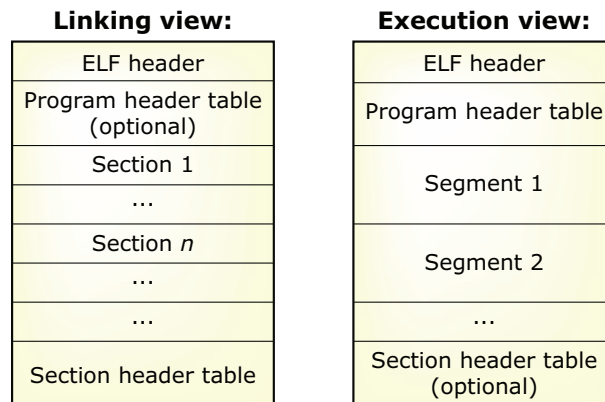 Linking view:
ELF header
Program header table
(optional)
Section 1
...
Section n
...
...
Section header table
Execution view:
ELF header
Program header table
Segment 1
Segment 2
...
Section header table
(optional)